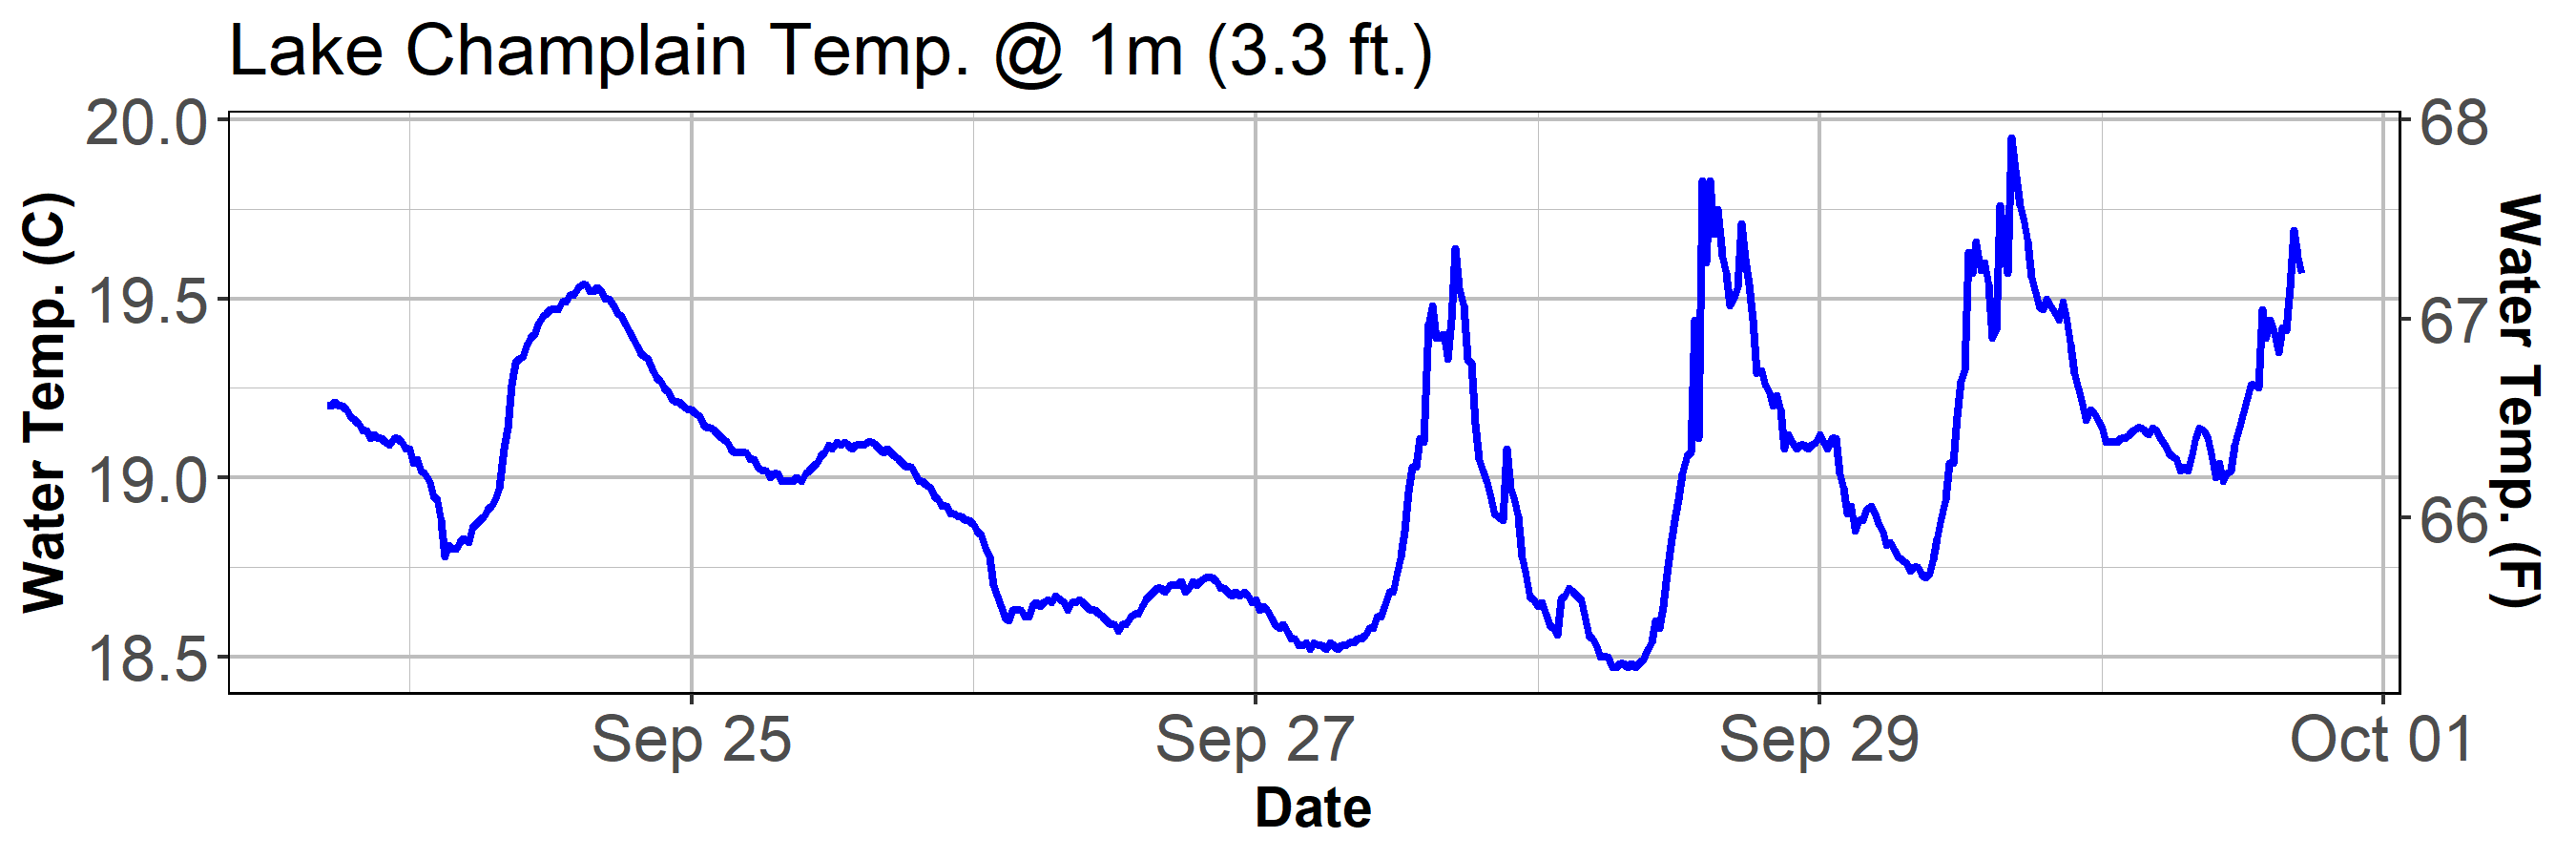 Lake Champlain Temp. @ 1m (3.3 ft.)
Water Temp. (C)
20.0
19.5
19.0
18.5
68
67
66
Water Temp. (F)
Sep 25
Sep 27
Sep 29
Oct 01
Date